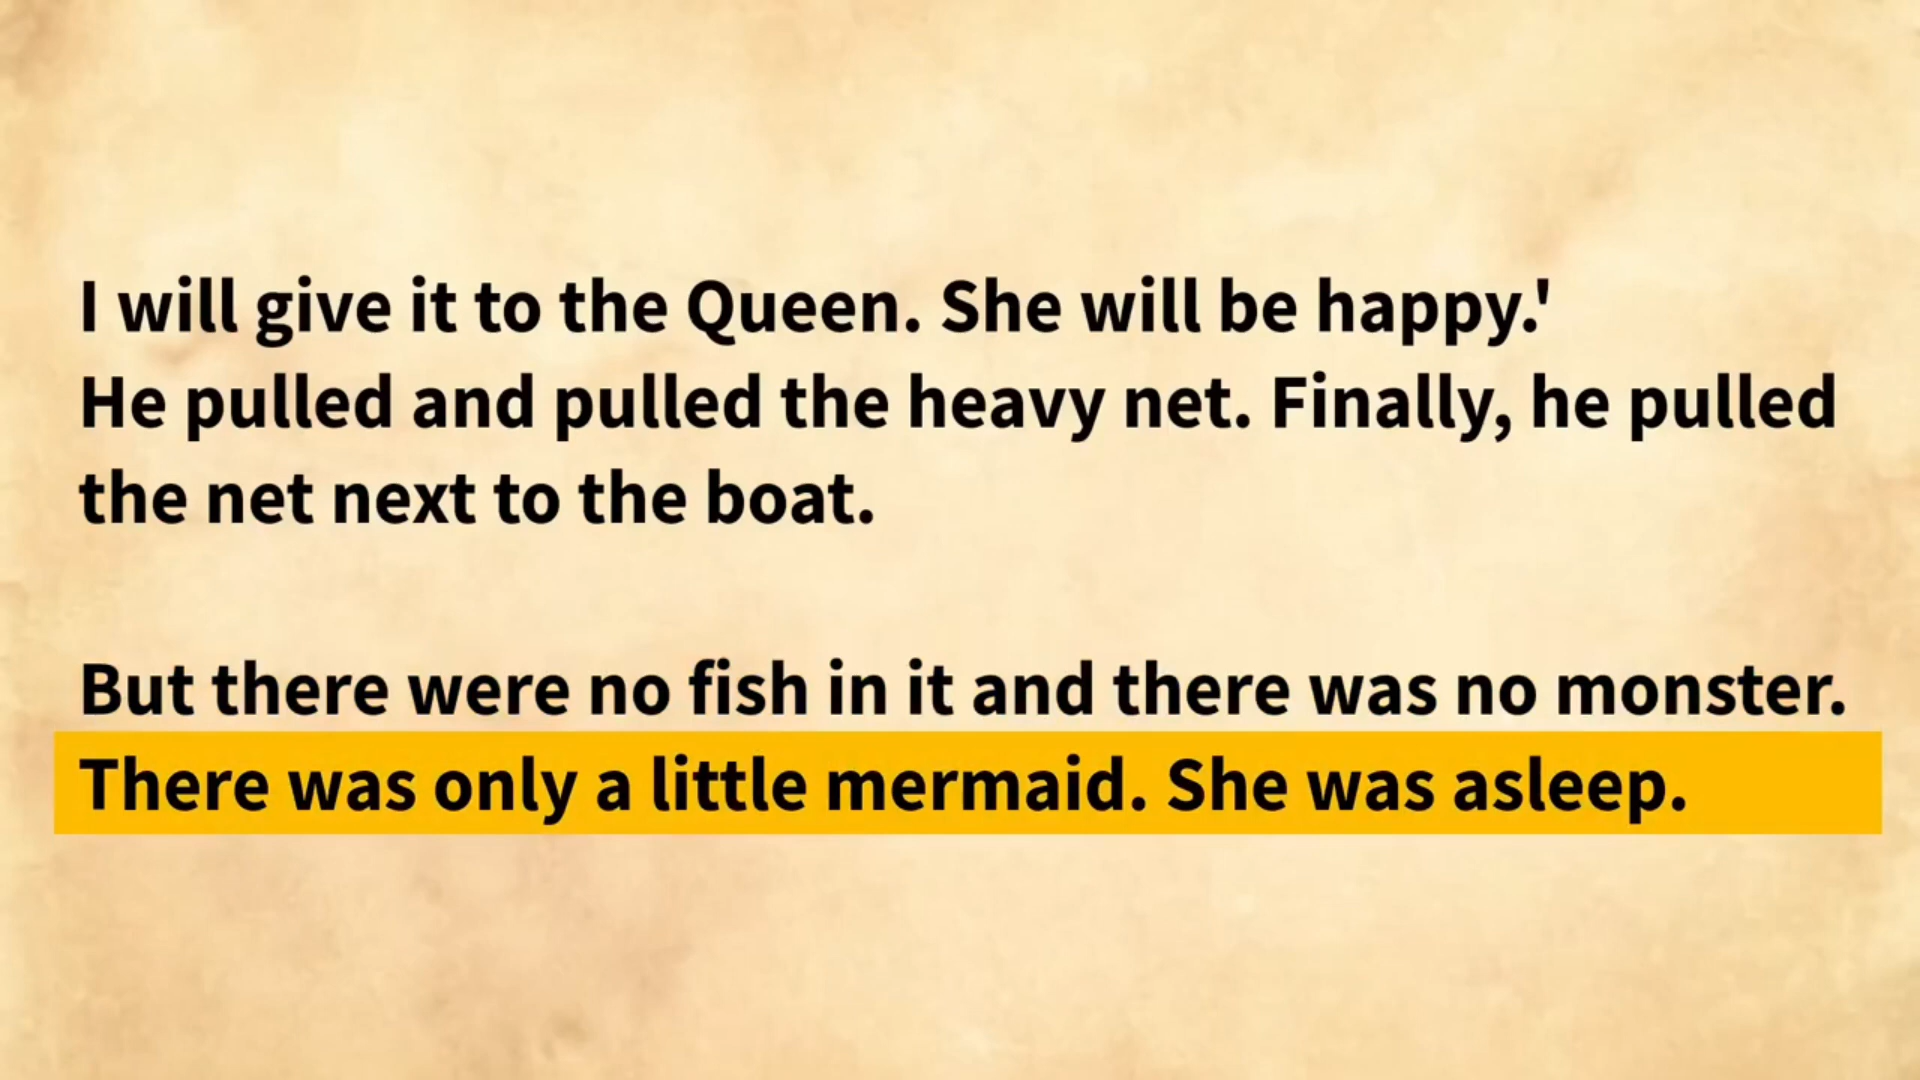 I will give it to the Queen. She will be happy.'
He pulled and pulled the heavy net. Finally, he pulled
the net next to the boat.
But there were no fish in it and there was no monster.
There was only a little mermaid. She was asleep.